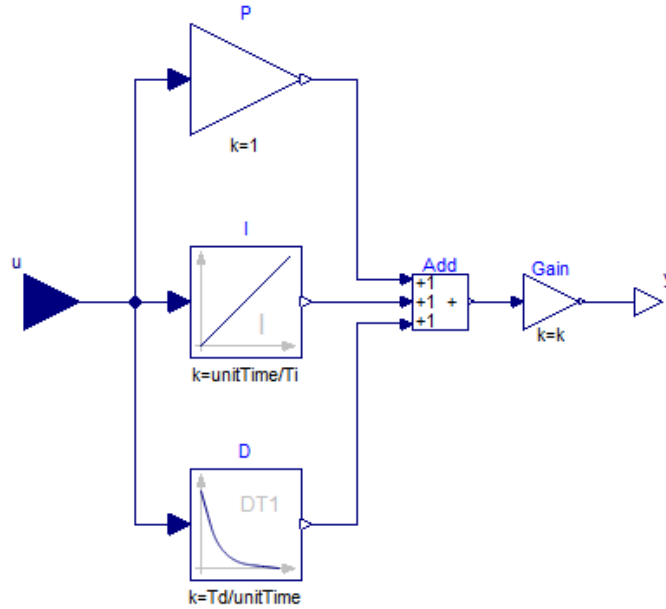 P
k=1
I
u
I
k=unitTime/Ti
Add
+1
+1 +
+1
Gain
k=k
y
D
DT1
k=Td/unitTime